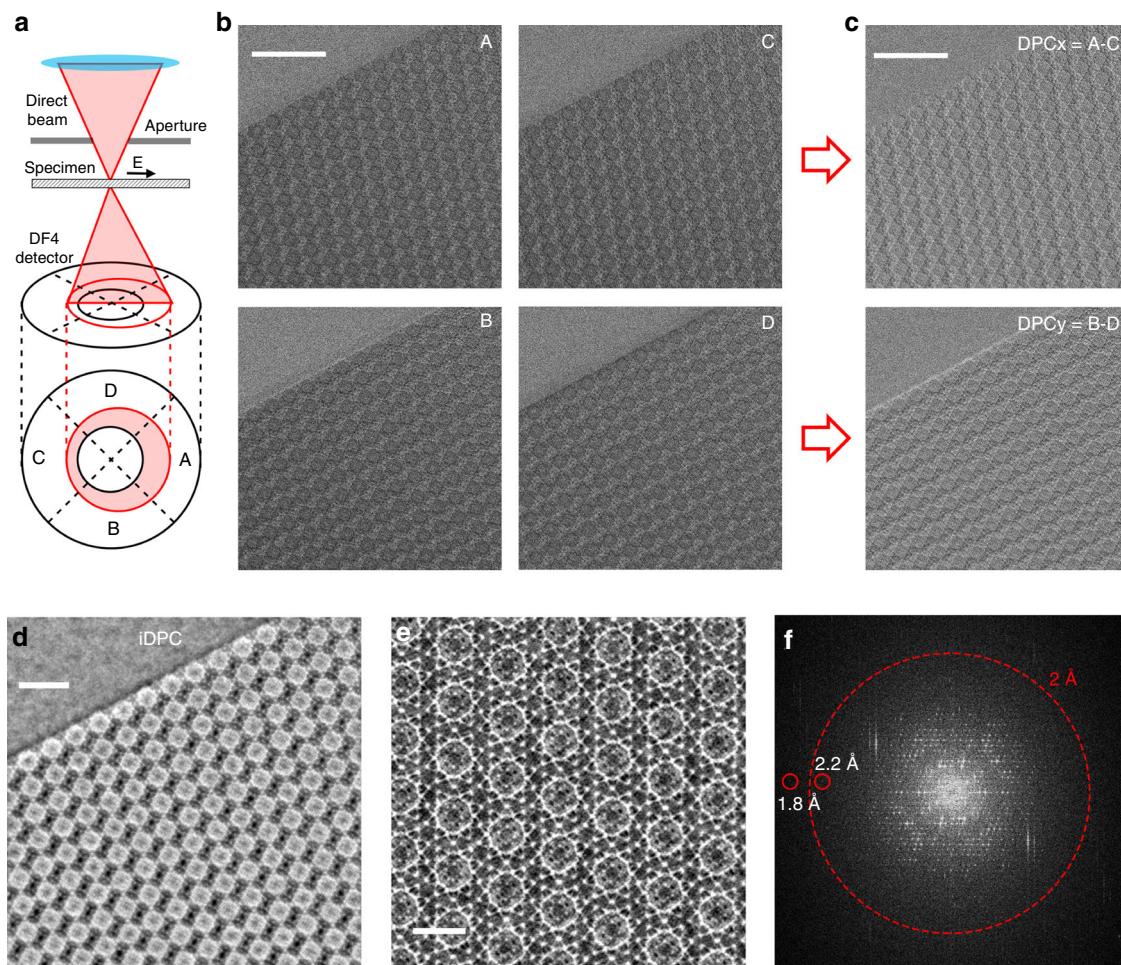 a
Direct
beam
Aperture
Specimen
E
DF4
detector
D
C
A
B
b
A
C
B
D
c
DPCx = A-C
DPCy = B-D
d
iDPC
e
f
2 Å
2.2 Å
1.8 Å